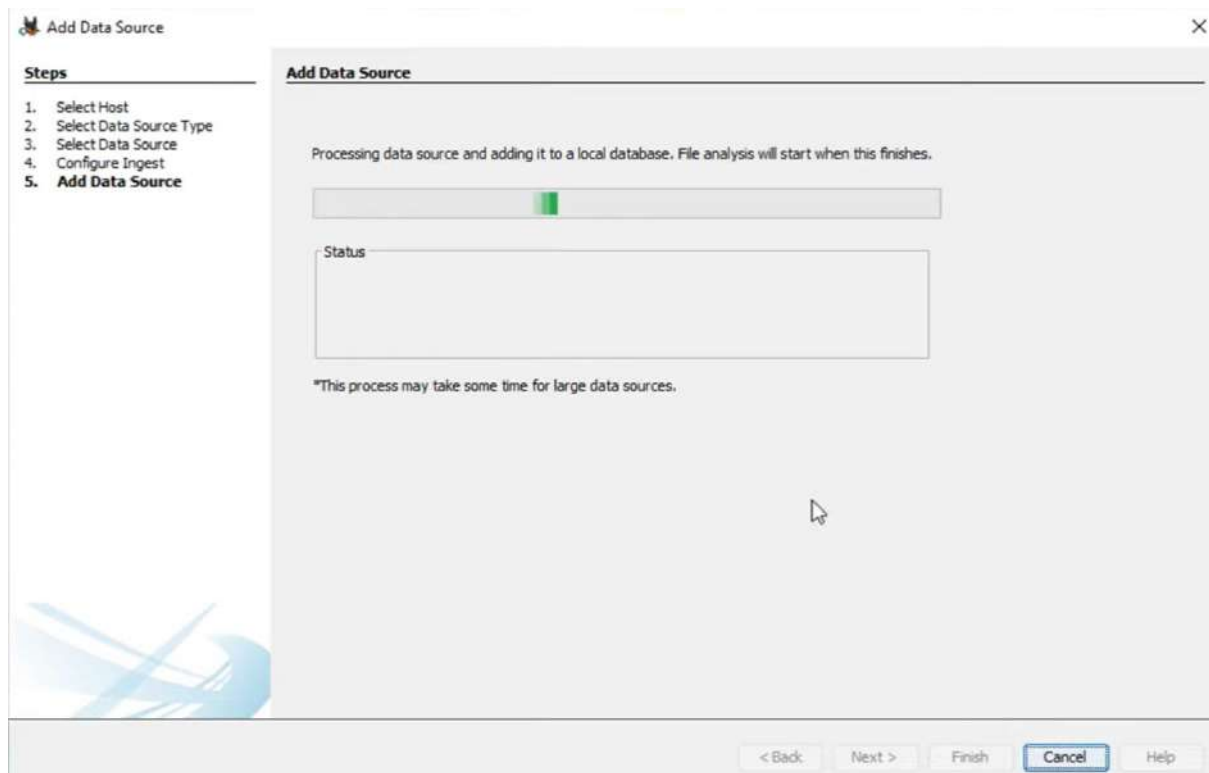 Add Data Source
Steps
1. Select Host
2. Select Data Source Type
3. Select Data Source
4. Configure Ingest
5. Add Data Source
Add Data Source
Processing data source and adding it to a local database. File analysis will start when this finishes.
Status
*This process may take some time for large data sources.
< Back
Next >
Finish
Cancel
Help